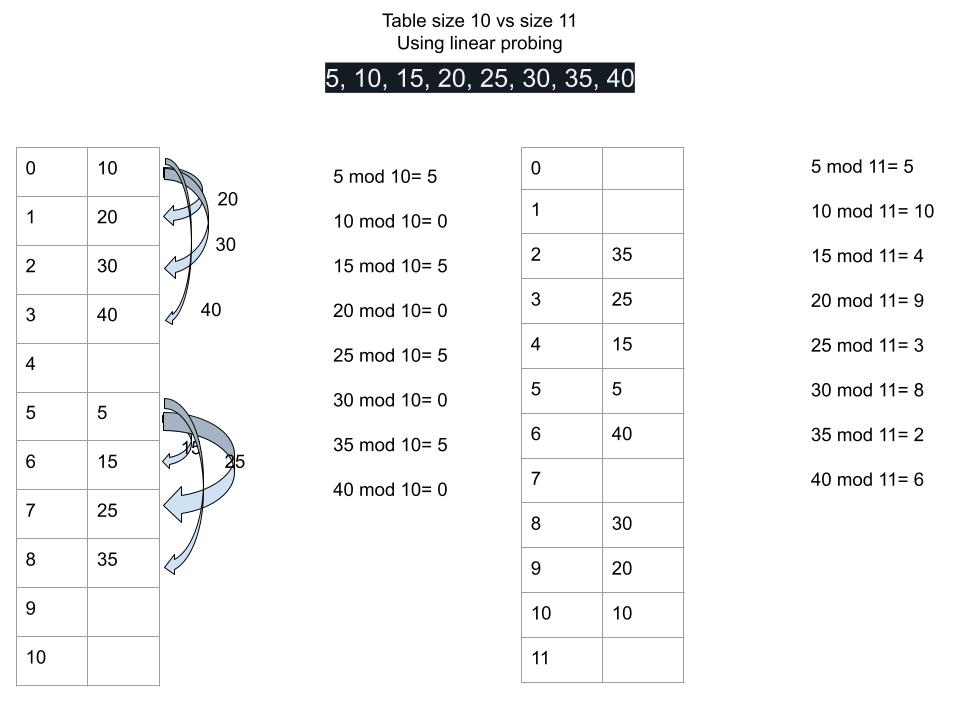 Table size 10 vs size 11
Using linear probing
5, 10, 15, 20, 25, 30, 35, 40
0 10
1 20
2 30
3 40
4
5 5
6 15
7 25
8 35
9
10
20
30
40
15
25
5 mod 10= 5
10 mod 10= 0
15 mod 10= 5
20 mod 10= 0
25 mod 10= 5
30 mod 10= 0
35 mod 10= 5
40 mod 10= 0
0
1
2 35
3 25
4 15
5 5
6 40
7
8 30
9 20
10 10
11
5 mod 11= 5
10 mod 11= 10
15 mod 11= 4
20 mod 11= 9
25 mod 11= 3
30 mod 11= 8
35 mod 11= 2
40 mod 11= 6